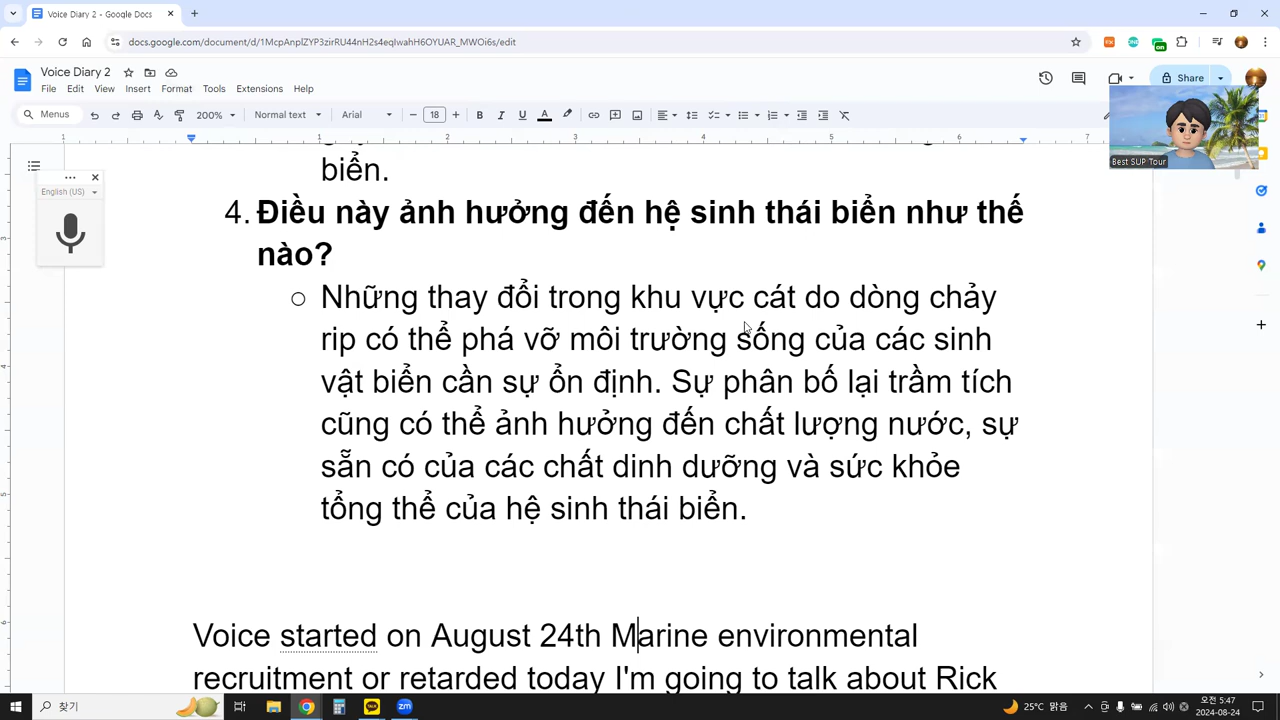 Voice Diary 2 - Google Docs
docs.google.com/document/d/1McpAnplZYP3zirRU44nH2s4eqIwahH6OYUAR_MWOi6s/edit
Voice Diary 2
File Edit View Insert Format Tools Extensions Help
Share
Menus 200% Normal text Arial 18
Best SUP Tour
English (US)
biển.
4. Điều này ảnh hưởng đến hệ sinh thái biển như thế
nào?
Những thay đổi trong khu vực cát do dòng chảy
rip có thể phá vỡ môi trường sống của các sinh
vật biển cần sự ổn định. Sự phân bố lại trầm tích
cũng có thể ảnh hưởng đến chất lượng nước, sự
sẵn có của các chất dinh dưỡng và sức khỏe
tổng thể của hệ sinh thái biển.
Voice started on August 24th Marine environmental
recruitment or retarded today I'm going to talk about Rick
찾기
25°C 맑음
오전 5:47
2024-08-24